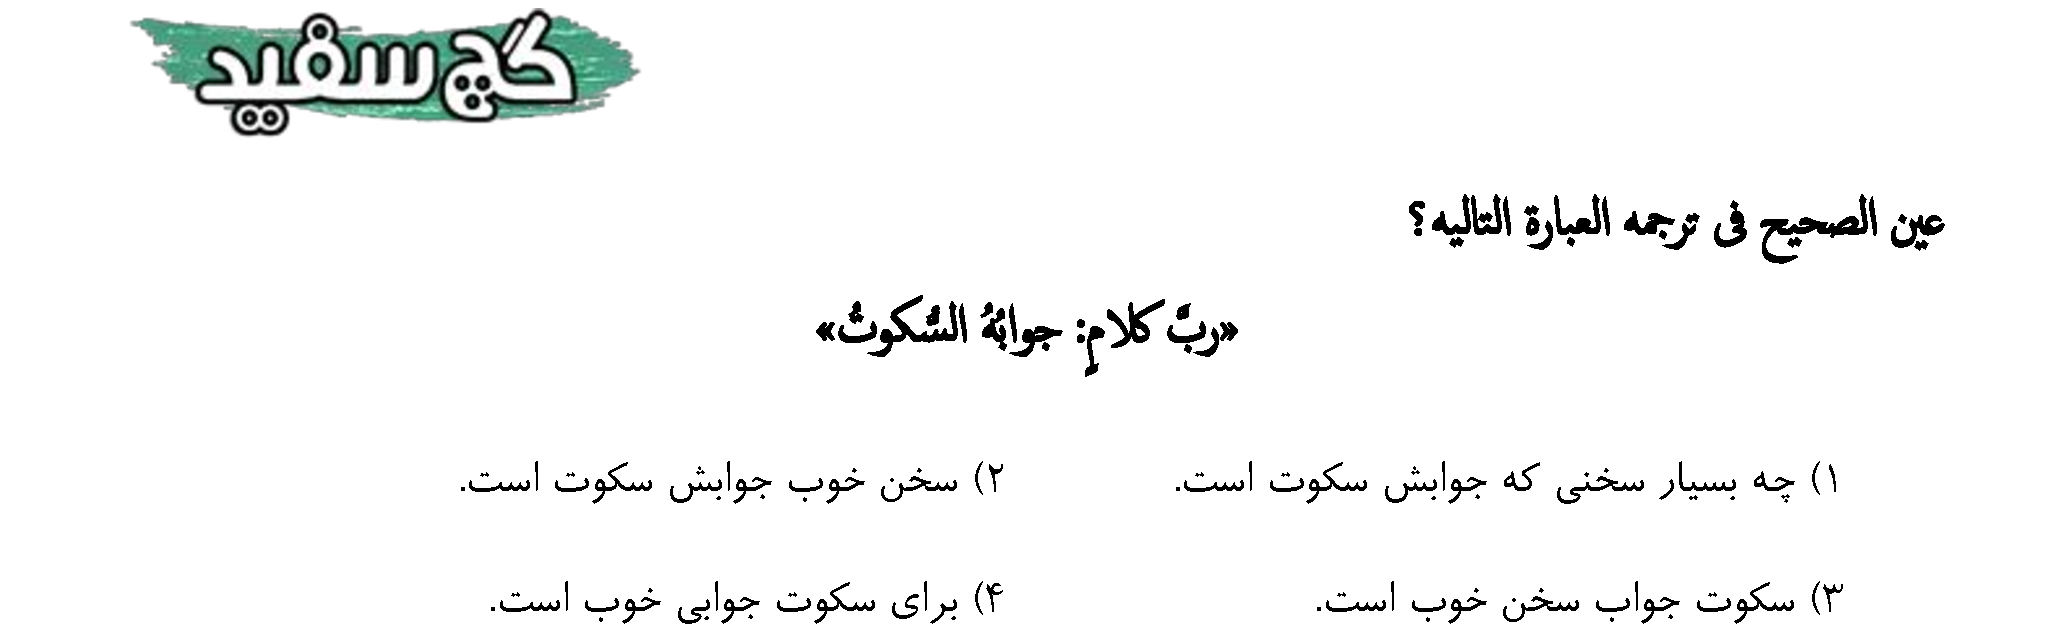 گچ سفید
عین الصحیح فی ترجمه العبارة التالیه؟
«ربَّ کلامٍ: جوابُهُ السُّکوتُ»
۱) چه بسیار سخنی که جوابش سکوت است. ۲) سخن خوب جوابش سکوت است.
۳) سکوت جواب سخن خوب است. ۴) برای سکوت جوابی خوب است.